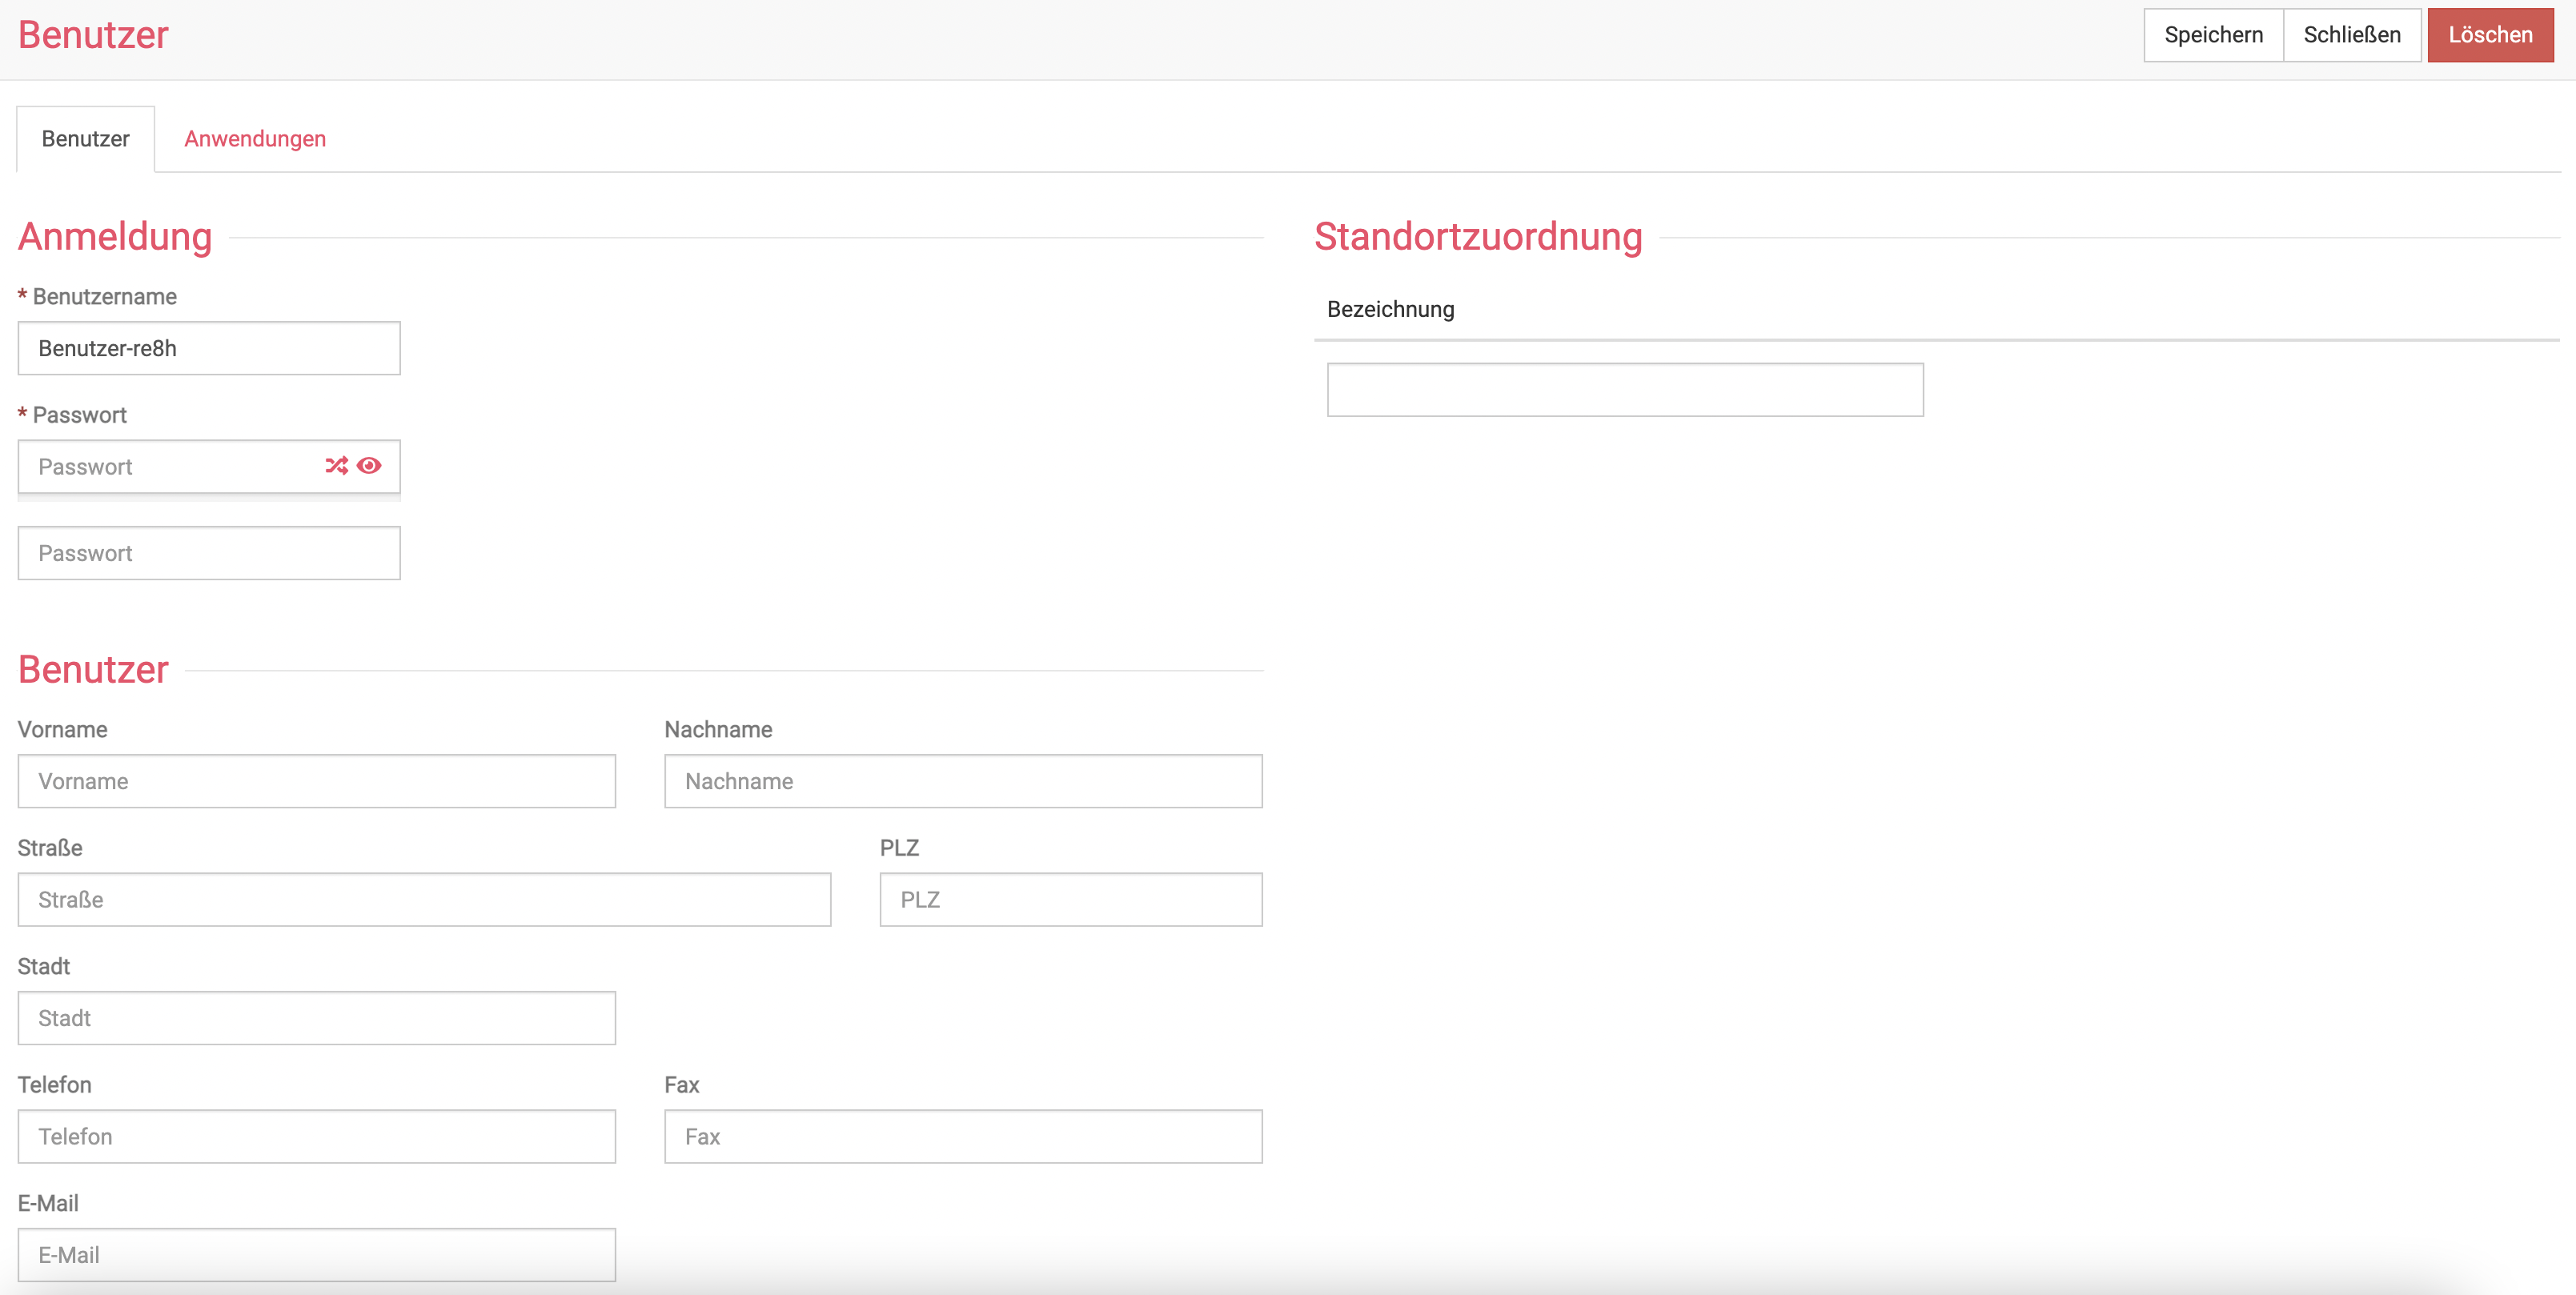 Benutzer
Speichern Schließen Löschen
Benutzer Anwendungen
Anmeldung
* Benutzername
Benutzer-re8h
* Passwort
Passwort
Passwort
Standortzuordnung
Bezeichnung
Benutzer
Vorname Nachname
Vorname Nachname
Straße PLZ
Straße PLZ
Stadt
Stadt
Telefon Fax
Telefon Fax
E-Mail
E-Mail